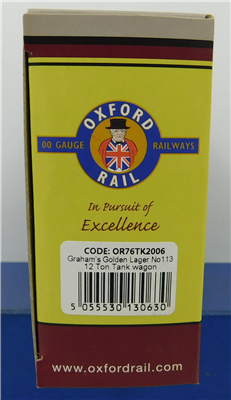 OXFORD
00 GAUGE RAILWAYS
RAIL
In Pursuit of
Excellence
CODE: OR76TK2006
Graham's Golden Lager No113
12 Ton Tank wagon
5 055530 130630
www.oxfordrail.com